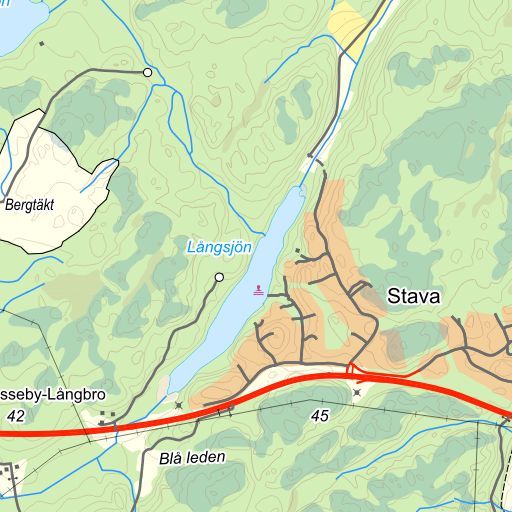 Bergtäkt
Långsjön
Stava
sseby-Långbro
42
45
Blå leden